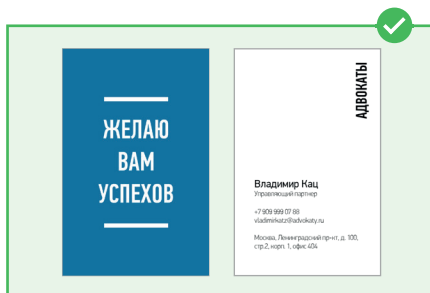 ЖЕЛАЮ
ВАМ
УСПЕХОВ
АДВОКАТЫ
Владимир Кац
Управляющий партнер
+7 909 999 07 88
vladimirkatz@advokaty.ru
Москва, Ленинградский пр-кт, д. 100,
стр.2, корп. 1, офис 404